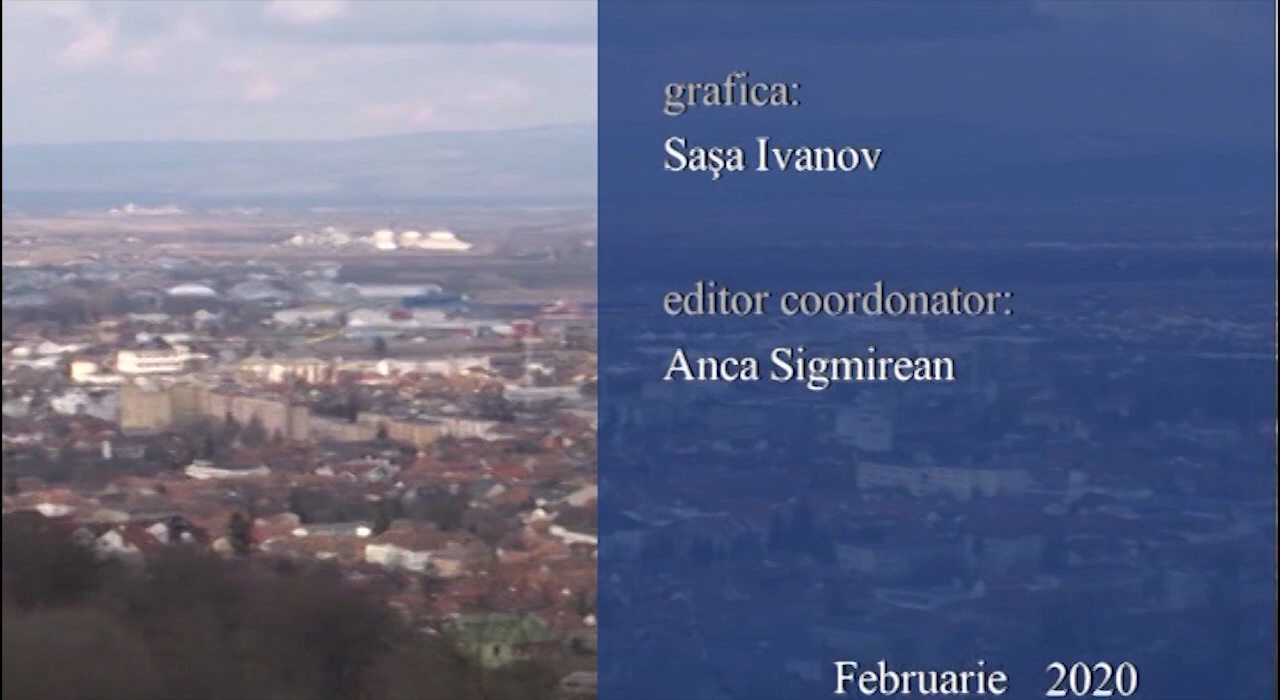 grafica:
Saşa Ivanov
editor coordonator:
Anca Sigmirean
Februarie 2020